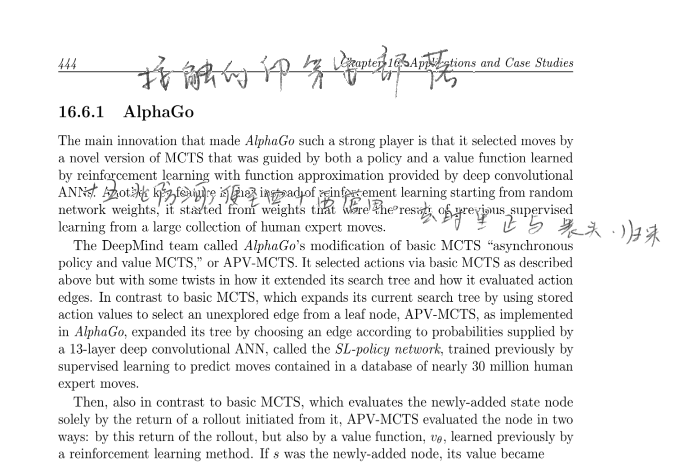 444
Chapter 16: Applications and Case Studies
接触的仰 部落
16.6.1 AlphaGo
The main innovation that made AlphaGo such a strong player is that it selected moves by
a novel version of MCTS that was guided by both a policy and a value function learned
by reinforcement learning with function approximation provided by deep convolutional
ANNs. Another key feature is that instead of reinforcement learning starting from random
network weights, it started from weights that were the result of previous supervised
learning from a large collection of human expert moves.
The DeepMind team called AlphaGo's modification of basic MCTS “asynchronous
policy and value MCTS,” or APV-MCTS. It selected actions via basic MCTS as described
above but with some twists in how it extended its search tree and how it evaluated action
edges. In contrast to basic MCTS, which expands its current search tree by using stored
action values to select an unexplored edge from a leaf node, APV-MCTS, as implemented
in AlphaGo, expanded its tree by choosing an edge according to probabilities supplied by
a 13-layer deep convolutional ANN, called the SL-policy network, trained previously by
supervised learning to predict moves contained in a database of nearly 30 million human
expert moves.
Then, also in contrast to basic MCTS, which evaluates the newly-added state node
solely by the return of a rollout initiated from it, APV-MCTS evaluated the node in two
ways: by this return of the rollout, but also by a value function, vθ, learned previously by
a reinforcement learning method. If s was the newly-added node, its value became